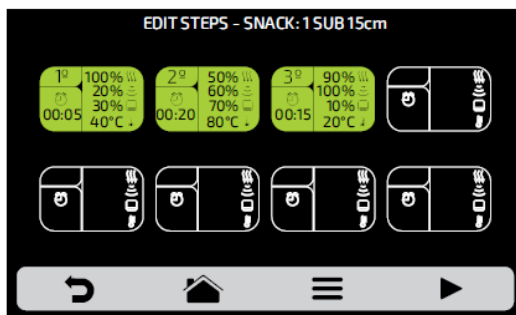 EDIT STEPS - SNACK: 1 SUB 15cm
1º 100%
20%
30%
00:05 40°C
2º 50%
60%
70%
00:20 80°C
3º 90%
100%
10%
00:15 20°C